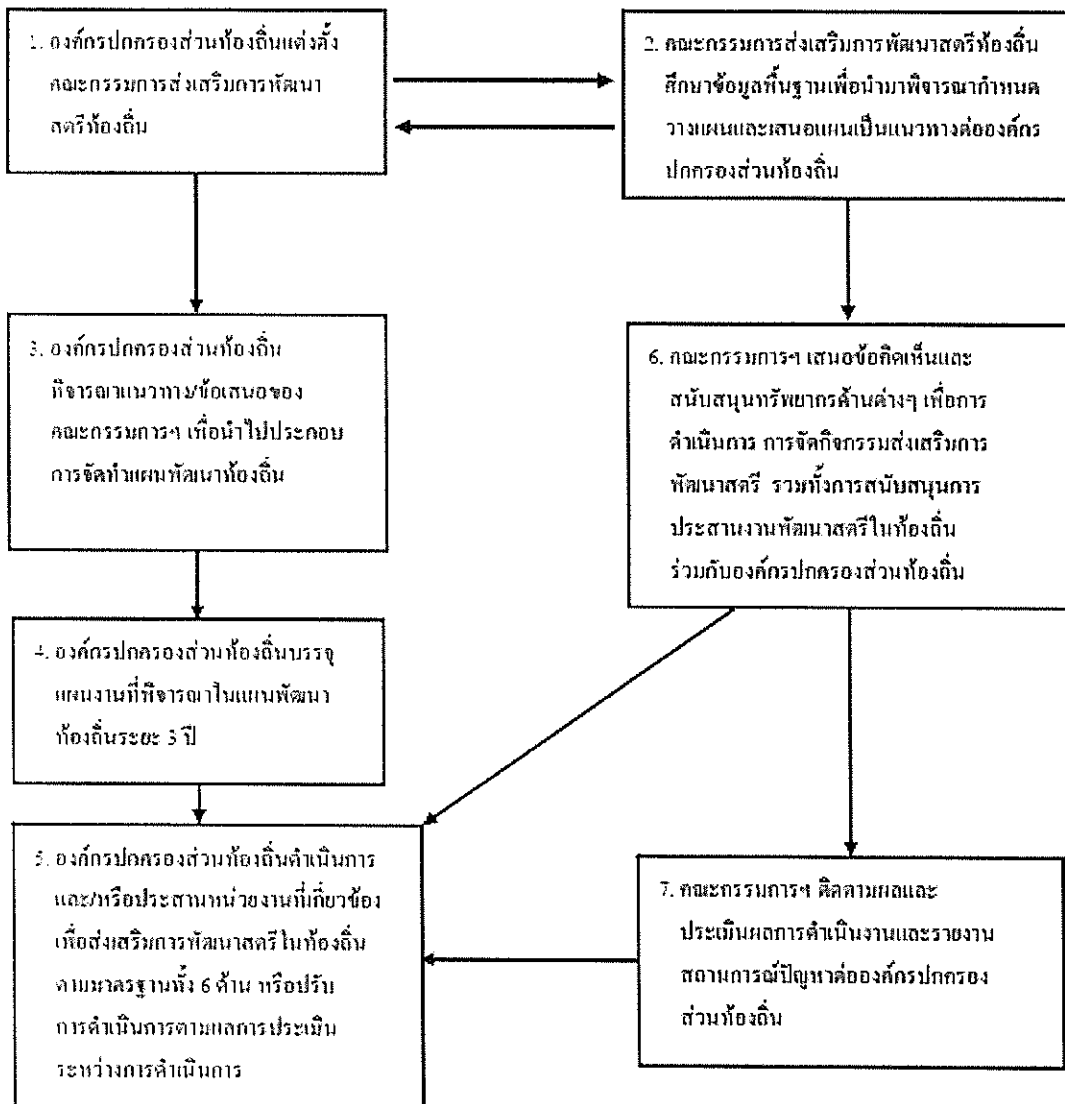 1. องค์กรปกครองส่วนท้องถิ่นแต่งตั้ง
คณะกรรมการส่งเสริมการพัฒนา
สตรีท้องถิ่น
2. คณะกรรมการส่งเสริมการพัฒนาสตรีท้องถิ่น
ศึกษาข้อมูลพื้นฐานเพื่อนำมาพิจารณากำหนด
วางแผนและเสนอแผนเป็นแนวทางต่อองค์กร
ปกครองส่วนท้องถิ่น
3. องค์กรปกครองส่วนท้องถิ่น
พิจารณาแนวทาง/ข้อเสนอของ
คณะกรรมการฯ เพื่อนำไปประกอบ
การจัดทำแผนพัฒนาท้องถิ่น
6. คณะกรรมการฯ เสนอข้อคิดเห็นและ
สนับสนุนทรัพยากรด้านต่างๆ เพื่อการ
ดำเนินการ การจัดกิจกรรมส่งเสริมการ
พัฒนาสตรี รวมทั้งการสนับสนุนการ
ประสานงานพัฒนาสตรีในท้องถิ่น
ร่วมกับองค์กรปกครองส่วนท้องถิ่น
4. องค์กรปกครองส่วนท้องถิ่นบรรจุ
แผนงานที่พิจารณาในแผนพัฒนา
ท้องถิ่นระยะ 3 ปี
5. องค์กรปกครองส่วนท้องถิ่นดำเนินการ
และ/หรือประสานหน่วยงานที่เกี่ยวข้อง
เพื่อส่งเสริมการพัฒนาสตรีในท้องถิ่น
ตามมาตรฐานทั้ง 6 ด้าน หรือปรับ
การดำเนินการตามผลการประเมิน
ระหว่างการดำเนินการ
7. คณะกรรมการฯ ติดตามผลและ
ประเมินผลการดำเนินงานและรายงาน
สถานการณ์ปัญหาต่อองค์กรปกครอง
ส่วนท้องถิ่น